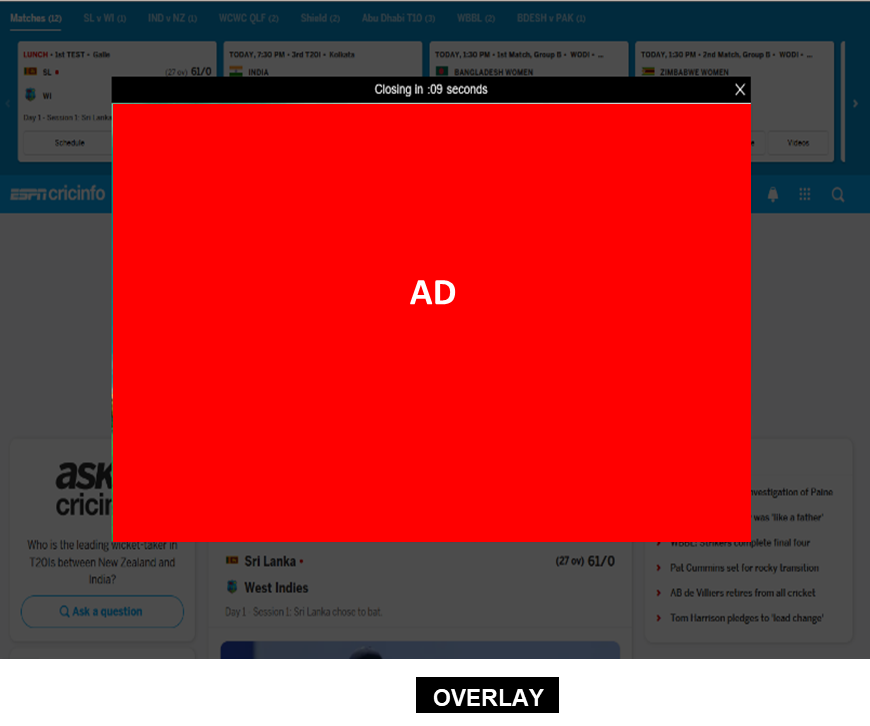 Matches (12) SL v WI (1) IND v NZ (1) WCWC QLF (2) Shield (2) Abu Dhabi T10 (3) WBBL (2) BDESH v PAK (1)
LUNCH • 1st TEST • Galle
SL • (27 ov) 61/0
WI
Day 1 - Session 1: Sri Lanka
Schedule
TODAY, 7:30 PM • 3rd T20I • Kolkata
INDIA
TODAY, 1:30 PM • 1st Match, Group B • WODI • ...
BANGLADESH WOMEN
TODAY, 1:30 PM • 2nd Match, Group B • WODI • ...
ZIMBABWE WOMEN
Videos
Closing in :09 seconds X
ESPN cricinfo
AD
ask
cricin
Who is the leading wicket-taker in
T20Is between New Zealand and
India?
Ask a question
Sri Lanka • (27 ov) 61/0
West Indies
Day 1 - Session 1: Sri Lanka chose to bat.
nvestigation of Paine
was 'like a father'
WBBL: Strikers complete final four
Pat Cummins set for rocky transition
AB de Villiers retires from all cricket
Tom Harrison pledges to 'lead change'
OVERLAY